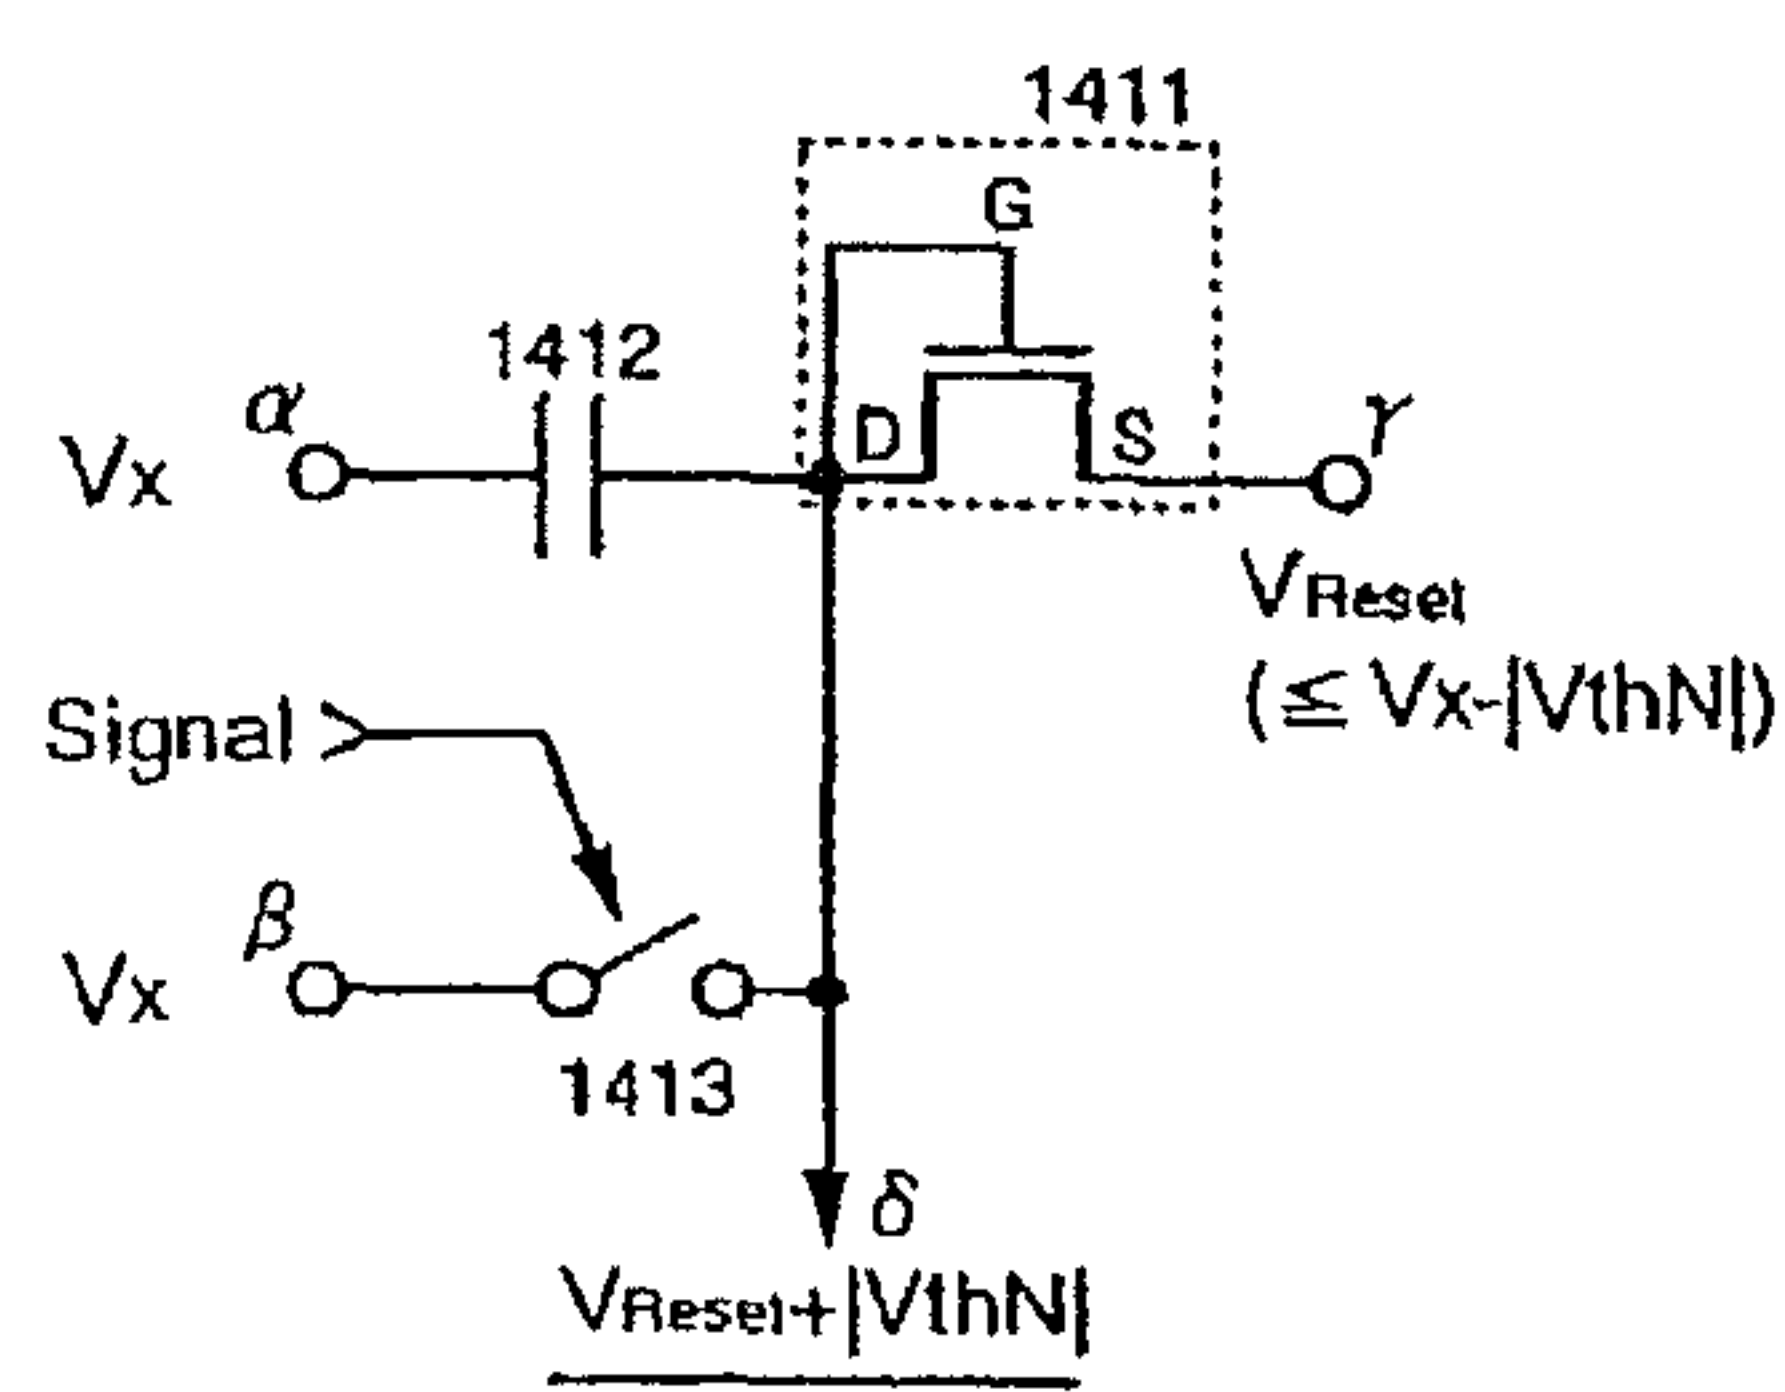 1411
G
1412
α
Vx
D
S
γ
VReset
(≦ Vx-|VthN|)
Signal
β
Vx
1413
δ
VReset+|VthN|